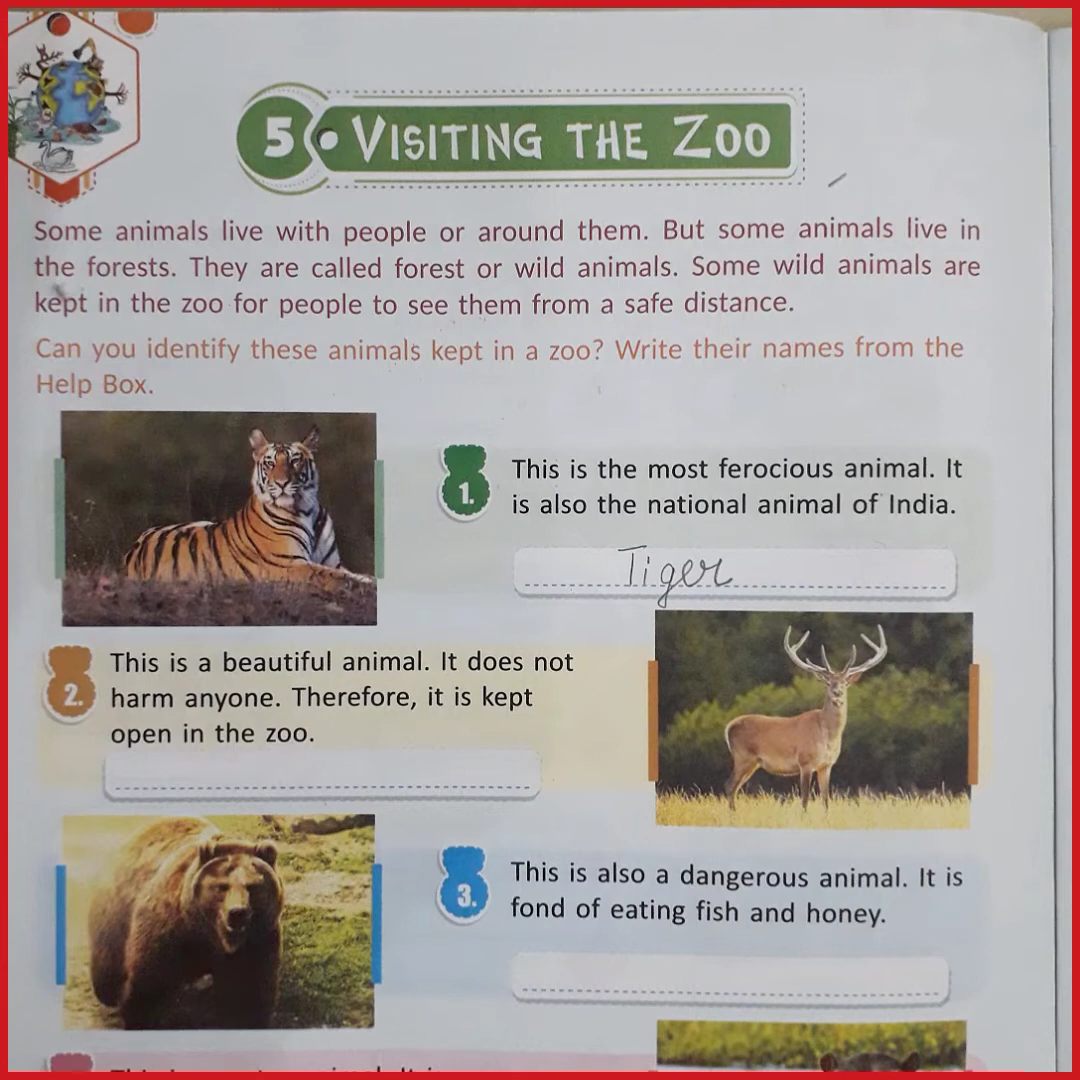 5 VISITING THE ZOO
Some animals live with people or around them. But some animals live in
the forests. They are called forest or wild animals. Some wild animals are
kept in the zoo for people to see them from a safe distance.
Can you identify these animals kept in a zoo? Write their names from the
Help Box.
1.
This is the most ferocious animal. It
is also the national animal of India.
Tiger
2.
This is a beautiful animal. It does not
harm anyone. Therefore, it is kept
open in the zoo.
3.
This is also a dangerous animal. It is
fond of eating fish and honey.